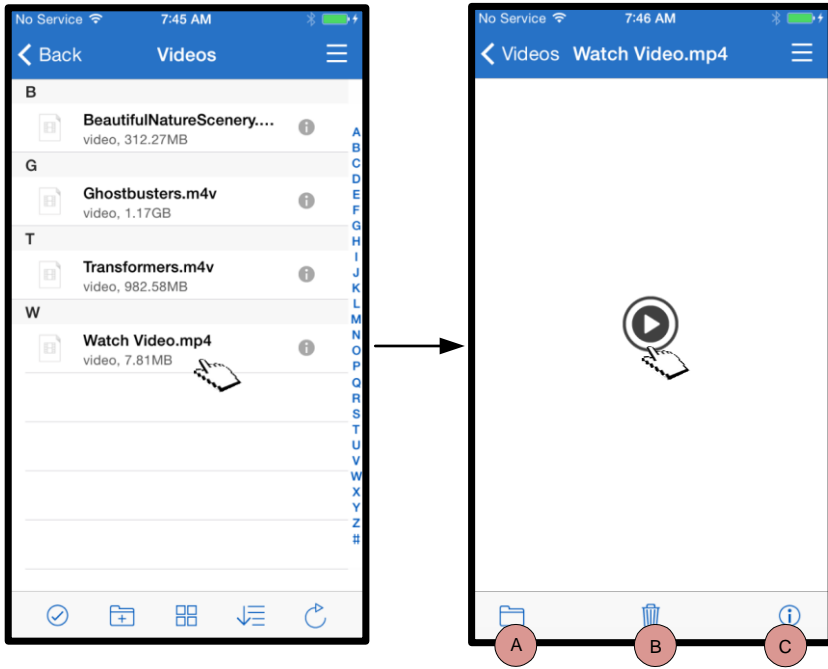 No Service 7:45 AM
Back Videos
B
BeautifulNatureScenery....
video, 312.27MB
G
Ghostbusters.m4v
video, 1.17GB
T
Transformers.m4v
video, 982.58MB
W
Watch Video.mp4
video, 7.81MB
A
B
C
D
E
F
G
H
I
J
K
L
M
N
O
P
Q
R
S
T
U
V
W
X
Y
Z
#
No Service 7:46 AM
Videos Watch Video.mp4
A B C